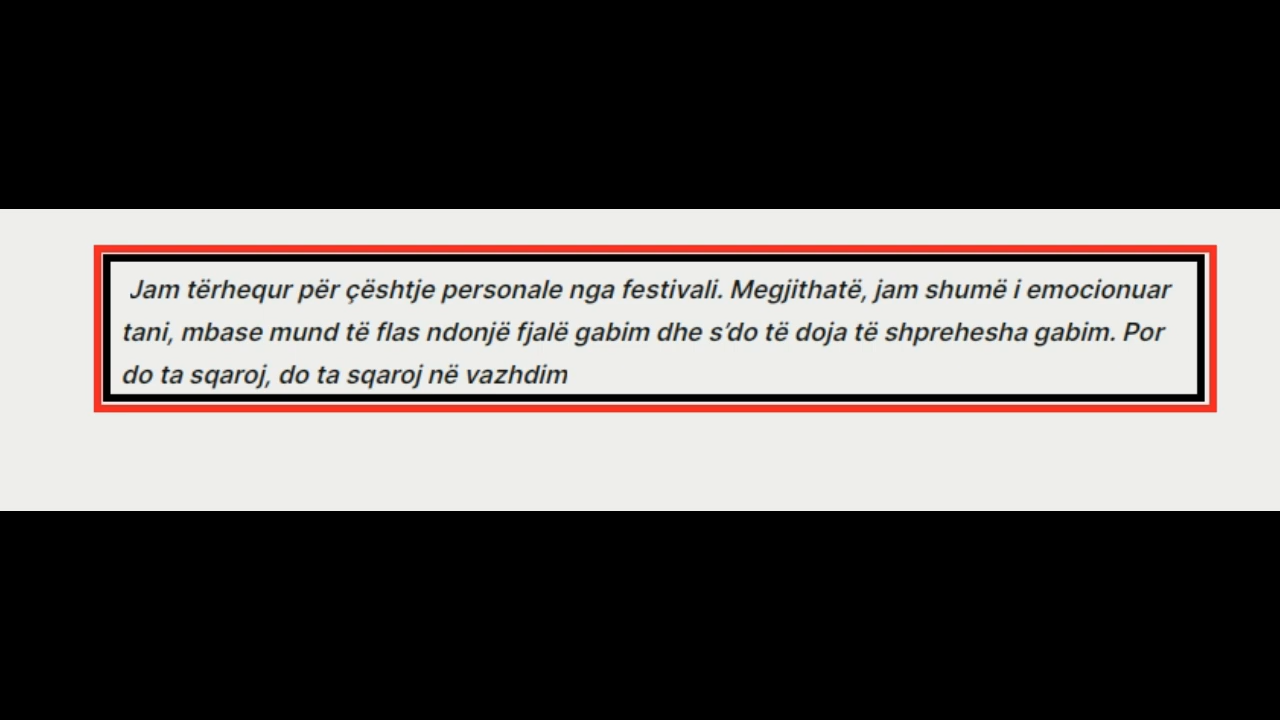 Jam tërhequr për çështje personale nga festivali. Megjithatë, jam shumë i emocionuar
tani, mbase mund të flas ndonjë fjalë gabim dhe s’do të doja të shprehesha gabim. Por
do ta sqaroj, do ta sqaroj në vazhdim